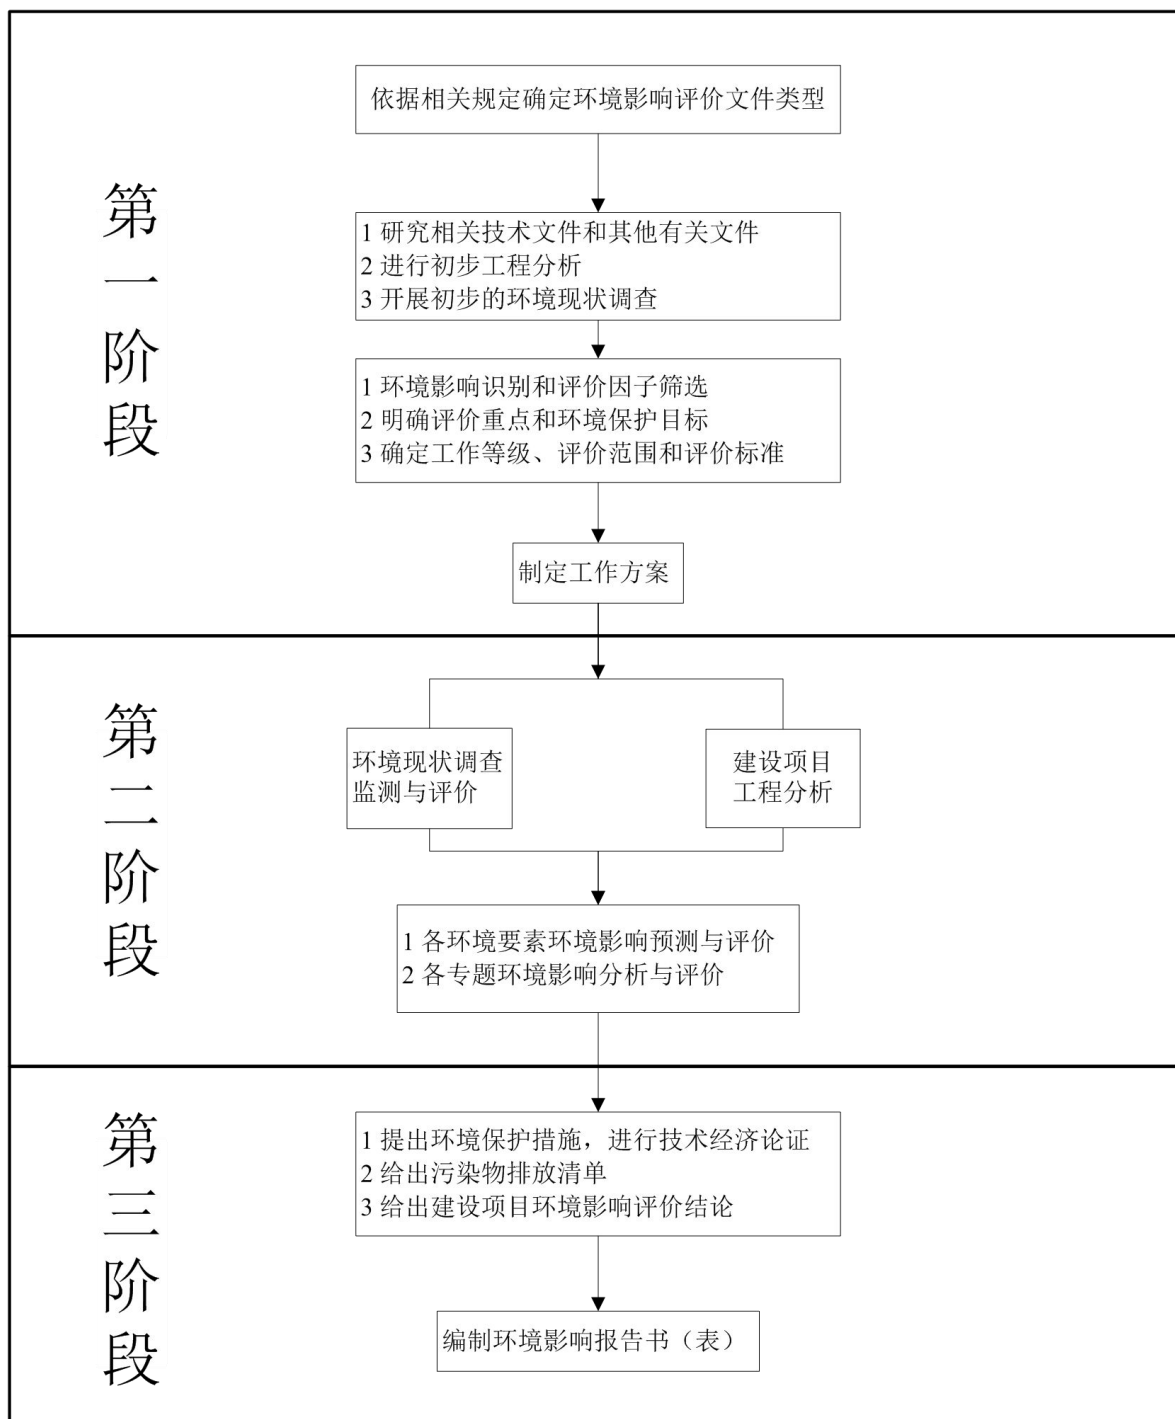 第一阶段
依据相关规定确定环境影响评价文件类型
1 研究相关技术文件和其他有关文件
2 进行初步工程分析
3 开展初步的环境现状调查
1 环境影响识别和评价因子筛选
2 明确评价重点和环境保护目标
3 确定工作等级、评价范围和评价标准
制定工作方案
第二阶段
环境现状调查
监测与评价
建设项目
工程分析
1 各环境要素环境影响预测与评价
2 各专题环境影响分析与评价
第三阶段
1 提出环境保护措施，进行技术经济论证
2 给出污染物排放清单
3 给出建设项目环境影响评价结论
编制环境影响报告书（表）